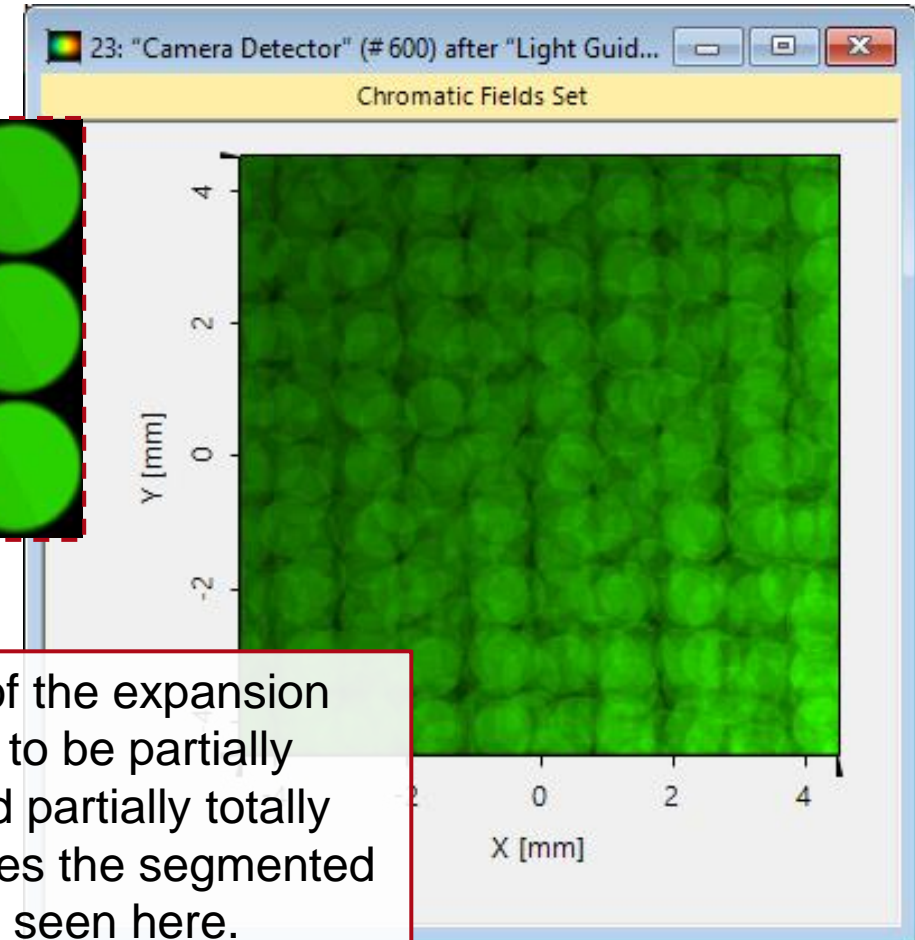 23: "Camera Detector" (#600) after "Light Guid...
Chromatic Fields Set
4
2
0
-2
Y [mm]
0
2
4
X [mm]
of the expansion
to be partially
d partially totally
es the segmented
seen here.